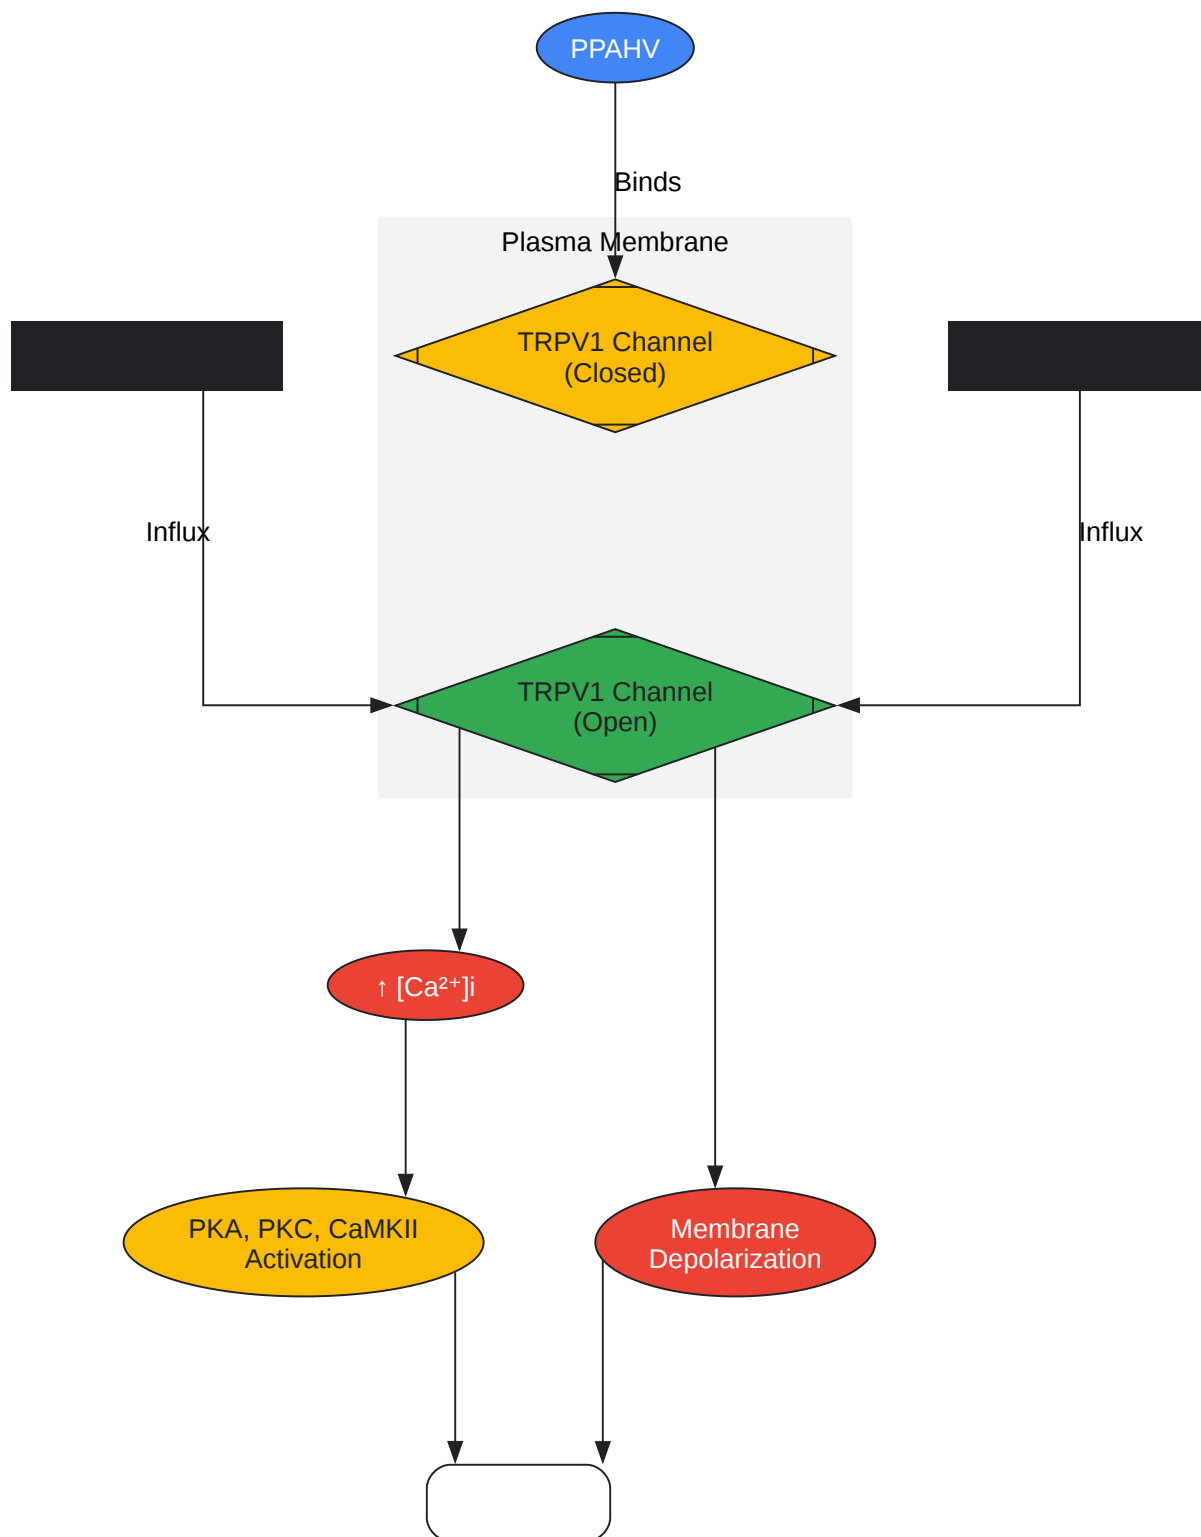 PPAHV
Binds
Plasma Membrane
TRPV1 Channel
(Closed)
Influx
Influx
TRPV1 Channel
(Open)
↑ [Ca²⁺]i
PKA, PKC, CaMKII
Activation
Membrane
Depolarization